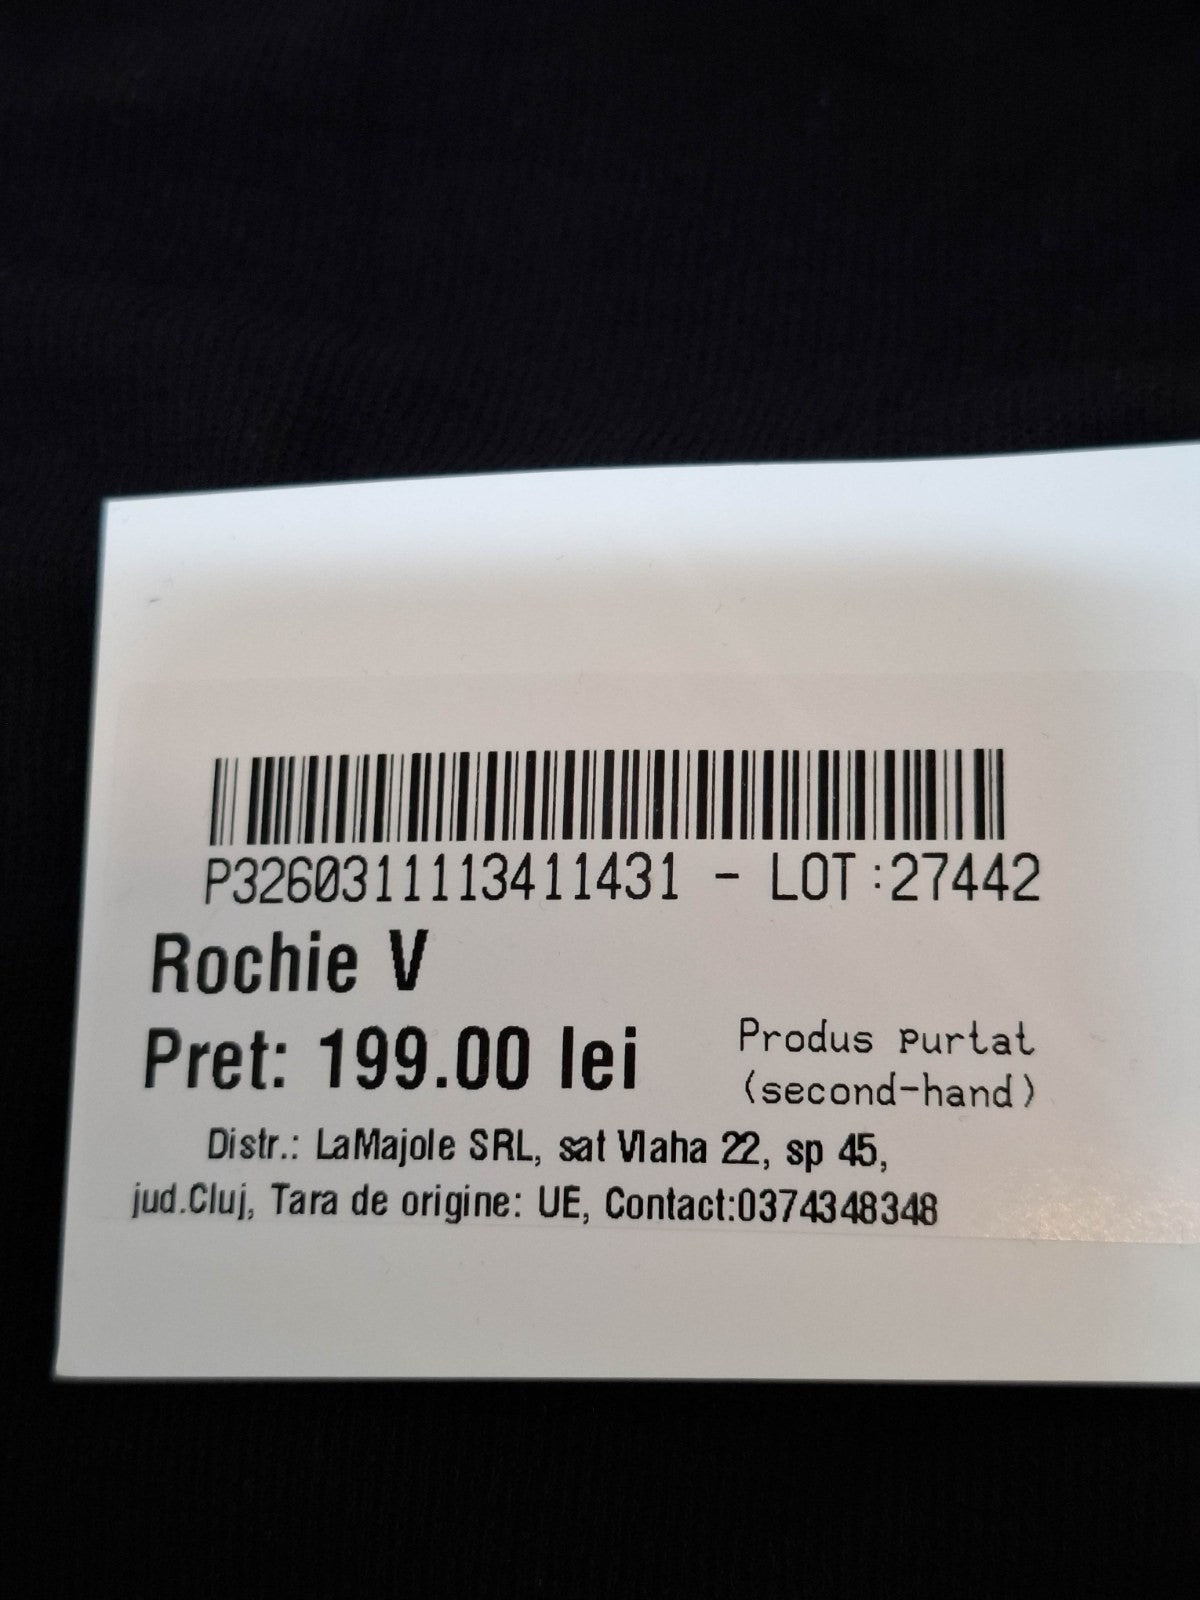 P3260311113411431 - LOT:27442
Rochie V
Pret: 199.00 lei
Produs purtat
(second-hand)
Distr.: LaMajole SRL, sat Vlaha 22, sp 45,
jud.Cluj, Tara de origine: UE, Contact:0374348348